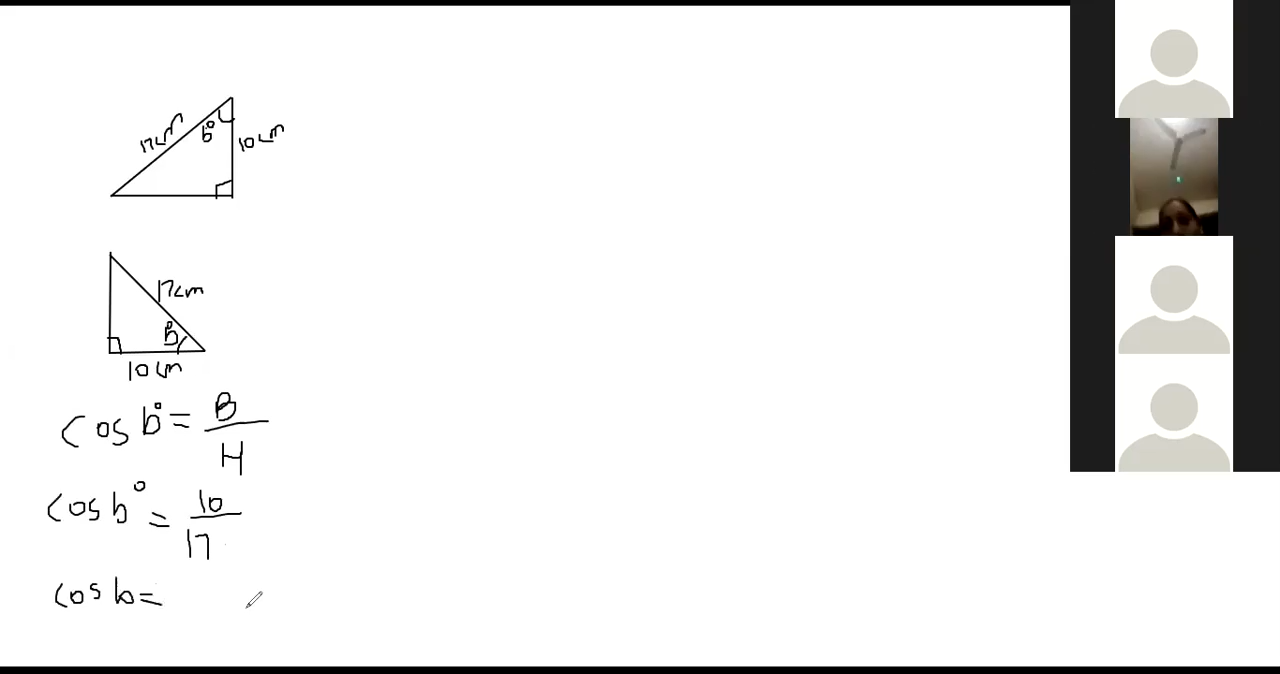 17cm b° 10cm
17cm
b°
10cm
cos b° = B/H
cos b° = 10/17
cos b =